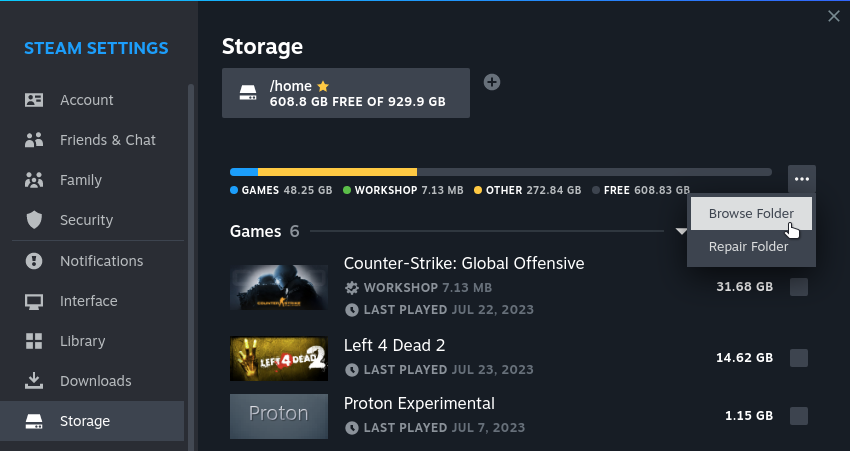 STEAM SETTINGS
Account
Friends & Chat
Family
Security
Notifications
Interface
Library
Downloads
Storage
Storage
/home
608.8 GB FREE OF 929.9 GB
GAMES 48.25 GB WORKSHOP 7.13 MB OTHER 272.84 GB FREE 608.83 GB
Browse Folder
Repair Folder
Games 6
Counter-Strike: Global Offensive
WORKSHOP 7.13 MB
31.68 GB
LAST PLAYED JUL 22, 2023
LEFT 4 DEAD 2
Left 4 Dead 2
14.62 GB
LAST PLAYED JUL 23, 2023
Proton
Proton Experimental
1.15 GB
LAST PLAYED JUL 7, 2023